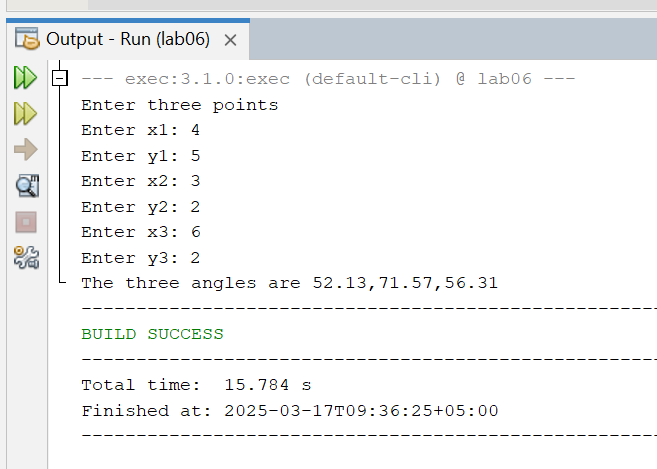 Output - Run (lab06)
--- exec:3.1.0:exec (default-cli) @ lab06 ---
Enter three points
Enter x1: 4
Enter y1: 5
Enter x2: 3
Enter y2: 2
Enter x3: 6
Enter y3: 2
The three angles are 52.13,71.57,56.31
------------------------------------------------------
BUILD SUCCESS
------------------------------------------------------
Total time:  15.784 s
Finished at: 2025-03-17T09:36:25+05:00
------------------------------------------------------